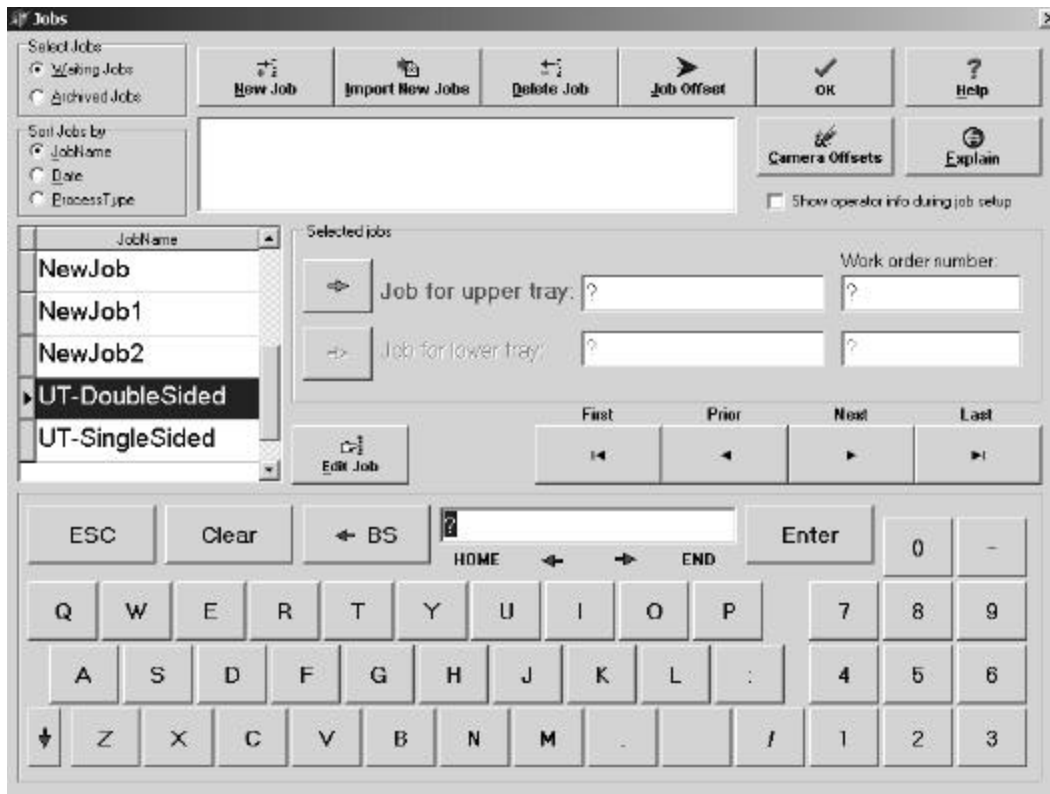 Jobs
Select Jobs
Waiting Jobs
Archived Jobs
New Job
Import New Jobs
Delete Job
Job Offset
OK
Help
Sort Jobs by
JobName
Date
ProcessType
Camera Offsets
Explain
Show operator info during job setup
JobName
NewJob
NewJob1
NewJob2
UT-DoubleSided
UT-SingleSided
Selected jobs
Work order number:
Job for upper tray: ? ?
Job for lower tray: ? ?
Edit Job
First Prior Next Last
ESC Clear BS ? Enter 0 -
HOME END
Q W E R T Y U I O P 7 8 9
A S D F G H J K L : 4 5 6
Z X C V B N M . / 1 2 3